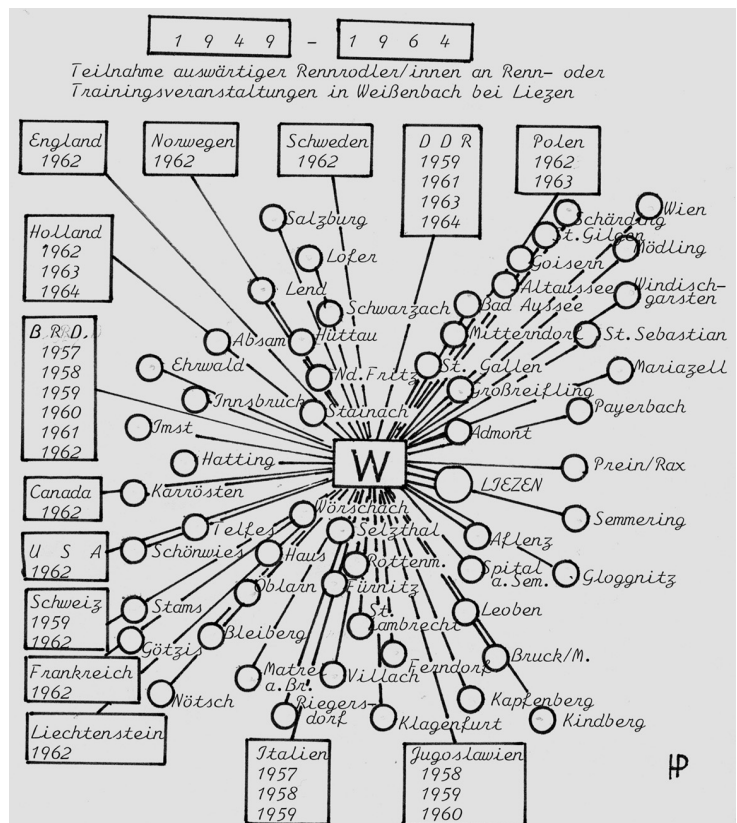 1949 - 1964
Teilnahme auswärtiger Rennrodler/innen an Renn- oder
Trainingsveranstaltungen in Weißenbach bei Liezen
England
1962
Norwegen
1962
Schweden
1962
D D R
1959
1961
1963
1964
Polen
1962
1963
Holland
1962
1963
1964
B R D.
1957
1958
1959
1960
1961
1962
Canada
1962
U S A
1962
Schweiz
1959
1962
Frankreich
1962
Liechtenstein
1962
Italien
1957
1958
1959
Jugoslawien
1958
1959
1960
Salzburg
Lofer
Lend
Schwarzach
Absam
Hüttau
Ehrwald
Nd.Fritz
Innsbruck
Stainach
Imst
Hatting
Karrösten
Wörschach
Telfes
Selzthal
Schönwies
Haus
Rottenm.
Öblarn
Fürnitz
Stams
St.
Lambrecht
Götzis
Bleiberg
Matrei
a.Br.
Villach
Ferndorf
Nötsch
Riegers-
dorf
Klagenfurt
Schärding
Wien
St.Gilgen
Mödling
Goisern
Altaussee
Windisch-
garsten
Bad Aussee
Mitterndorf
St.Sebastian
St. Gallen
Mariazell
Großreifling
Payerbach
Admont
Prein/Rax
LIEZEN
Semmering
Aflenz
Spital
a.Sem.
Gloggnitz
Leoben
Bruck/M.
Kapfenberg
Kindberg
W
HP